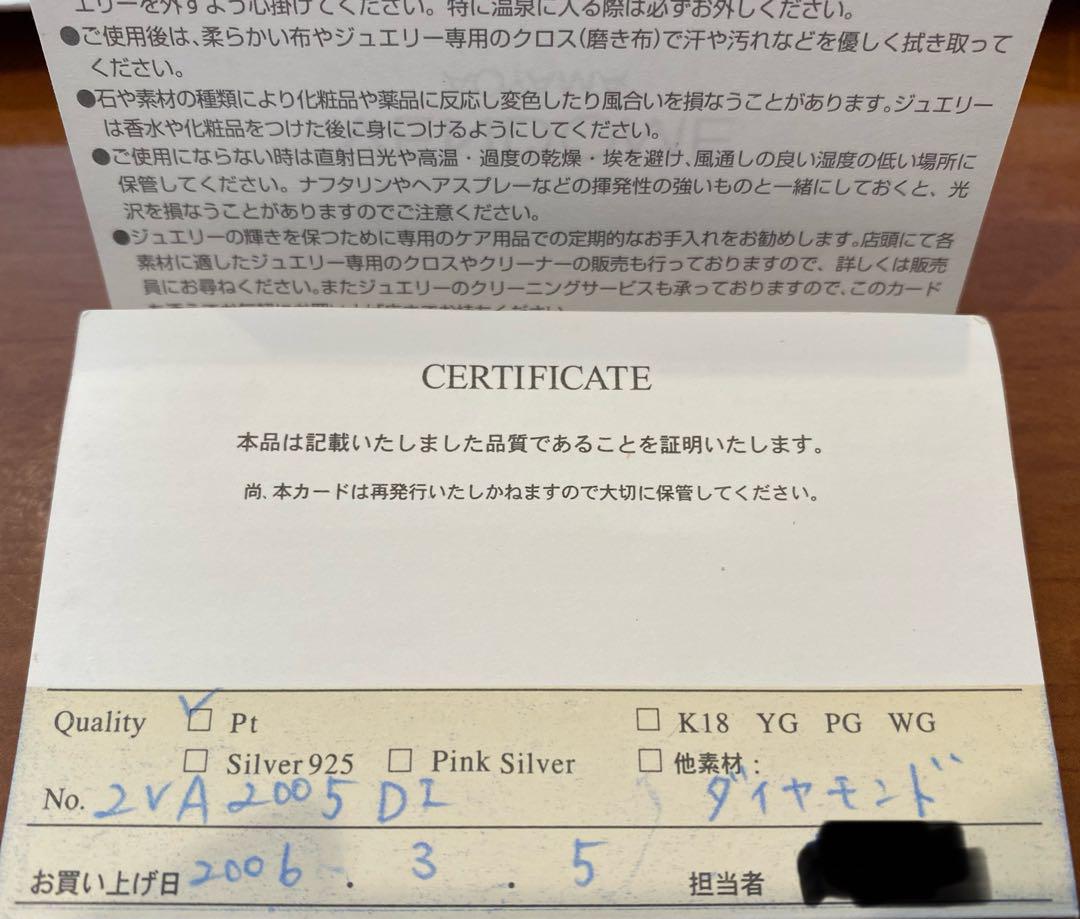 エリーを外すよう心掛けてください。特に温泉に入る際は必ずお外しください。
●ご使用後は、柔らかい布やジュエリー専用のクロス(磨き布)で汗や汚れなどを優しく拭き取って
ください。
●石や素材の種類により化粧品や薬品に反応し変色したり風合いを損なうことがあります。ジュエリー
は香水や化粧品をつけた後に身につけるようにしてください。
●ご使用にならない時は直射日光や高温・過度の乾燥・埃を避け、風通しの良い湿度の低い場所に
保管してください。ナフタリンやヘアスプレーなどの揮発性の強いものと一緒にしておくと、光
沢を損なうことがありますのでご注意ください。
●ジュエリーの輝きを保つために専用のケア用品での定期的なお手入れをお勧めします。店頭にて各
素材に適したジュエリー専用のクロスやクリーナーの販売も行っておりますので、詳しくは販売
員にお尋ねください。またジュエリーのクリーニングサービスも承っておりますので、このカード
CERTIFICATE
本品は記載いたしました品質であることを証明いたします。
尚、本カードは再発行いたしかねますので大切に保管してください。
Quality ☑ Pt □ K18 YG PG WG
□ Silver925 □ Pink Silver □ 他素材:
No. 2VA2005DI ダイヤモンド
お買い上げ日 2006 . 3 . 5 担当者